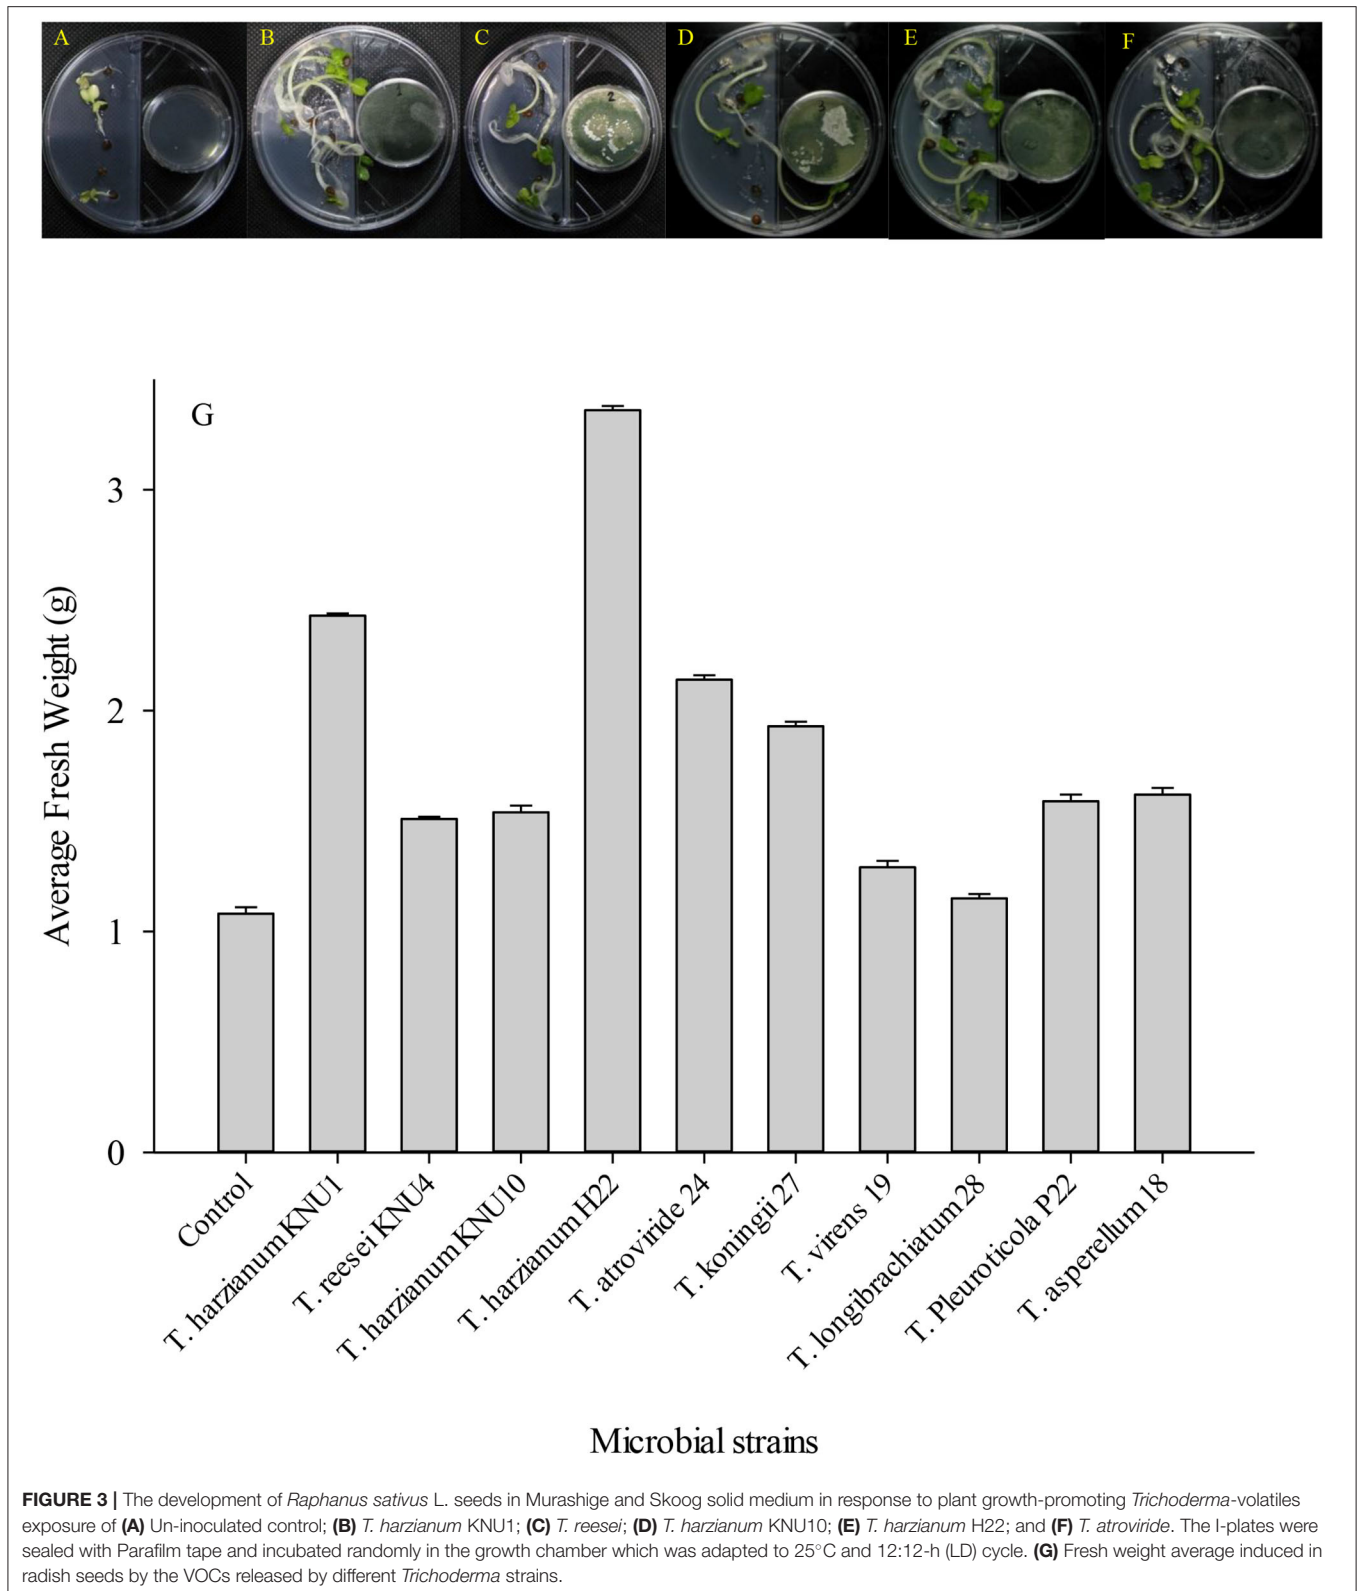 A B C D E F
1 2 3
G
3
2
1
0
Average Fresh Weight (g)
Control
T. harzianum KNU1
T. reesei KNU4
T. harzianum KNU10
T. harzianum H22
T. atroviride 24
T. koningii 27
T. virens 19
T. longibrachiatum 28
T. Pleuroticola P22
T. asperellum 18
Microbial strains
FIGURE 3 | The development of Raphanus sativus L. seeds in Murashige and Skoog solid medium in response to plant growth-promoting Trichoderma-volatiles
exposure of (A) Un-inoculated control; (B) T. harzianum KNU1; (C) T. reesei; (D) T. harzianum KNU10; (E) T. harzianum H22; and (F) T. atroviride. The I-plates were
sealed with Parafilm tape and incubated randomly in the growth chamber which was adapted to 25°C and 12:12-h (LD) cycle. (G) Fresh weight average induced in
radish seeds by the VOCs released by different Trichoderma strains.